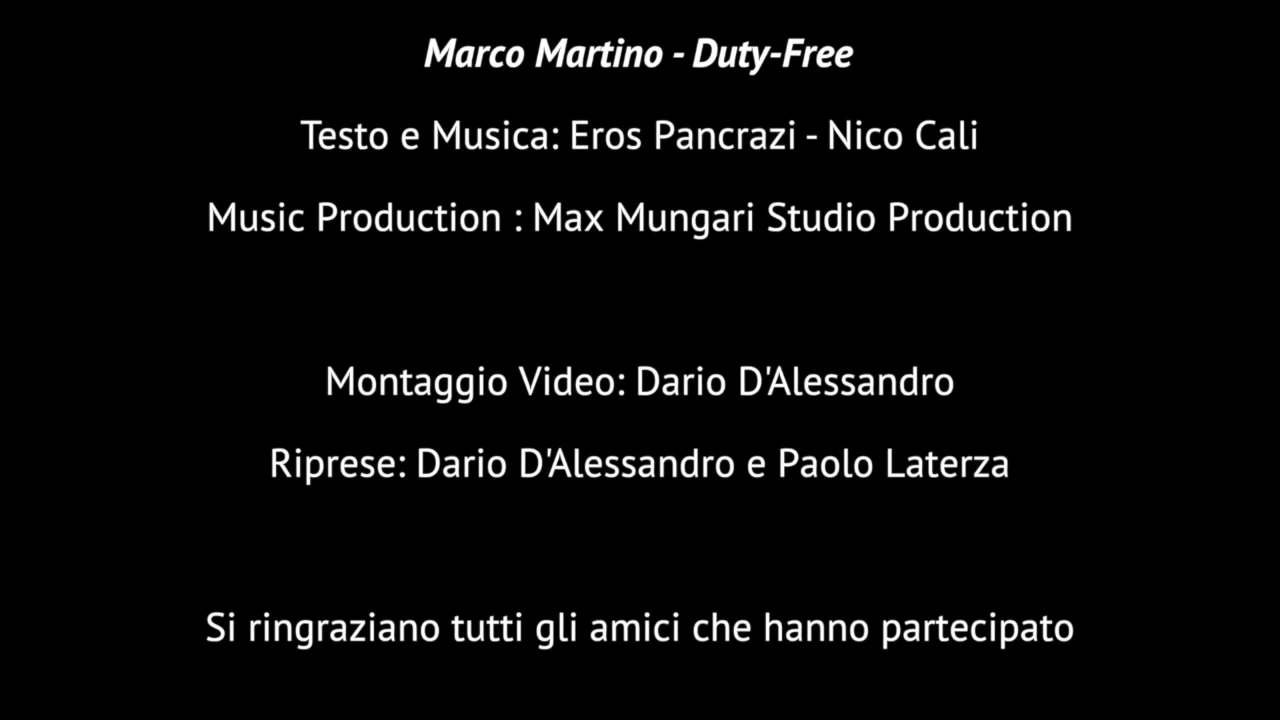 Marco Martino - Duty-Free
Testo e Musica: Eros Pancrazi - Nico Cali
Music Production : Max Mungari Studio Production
Montaggio Video: Dario D'Alessandro
Riprese: Dario D'Alessandro e Paolo Laterza
Si ringraziano tutti gli amici che hanno partecipato